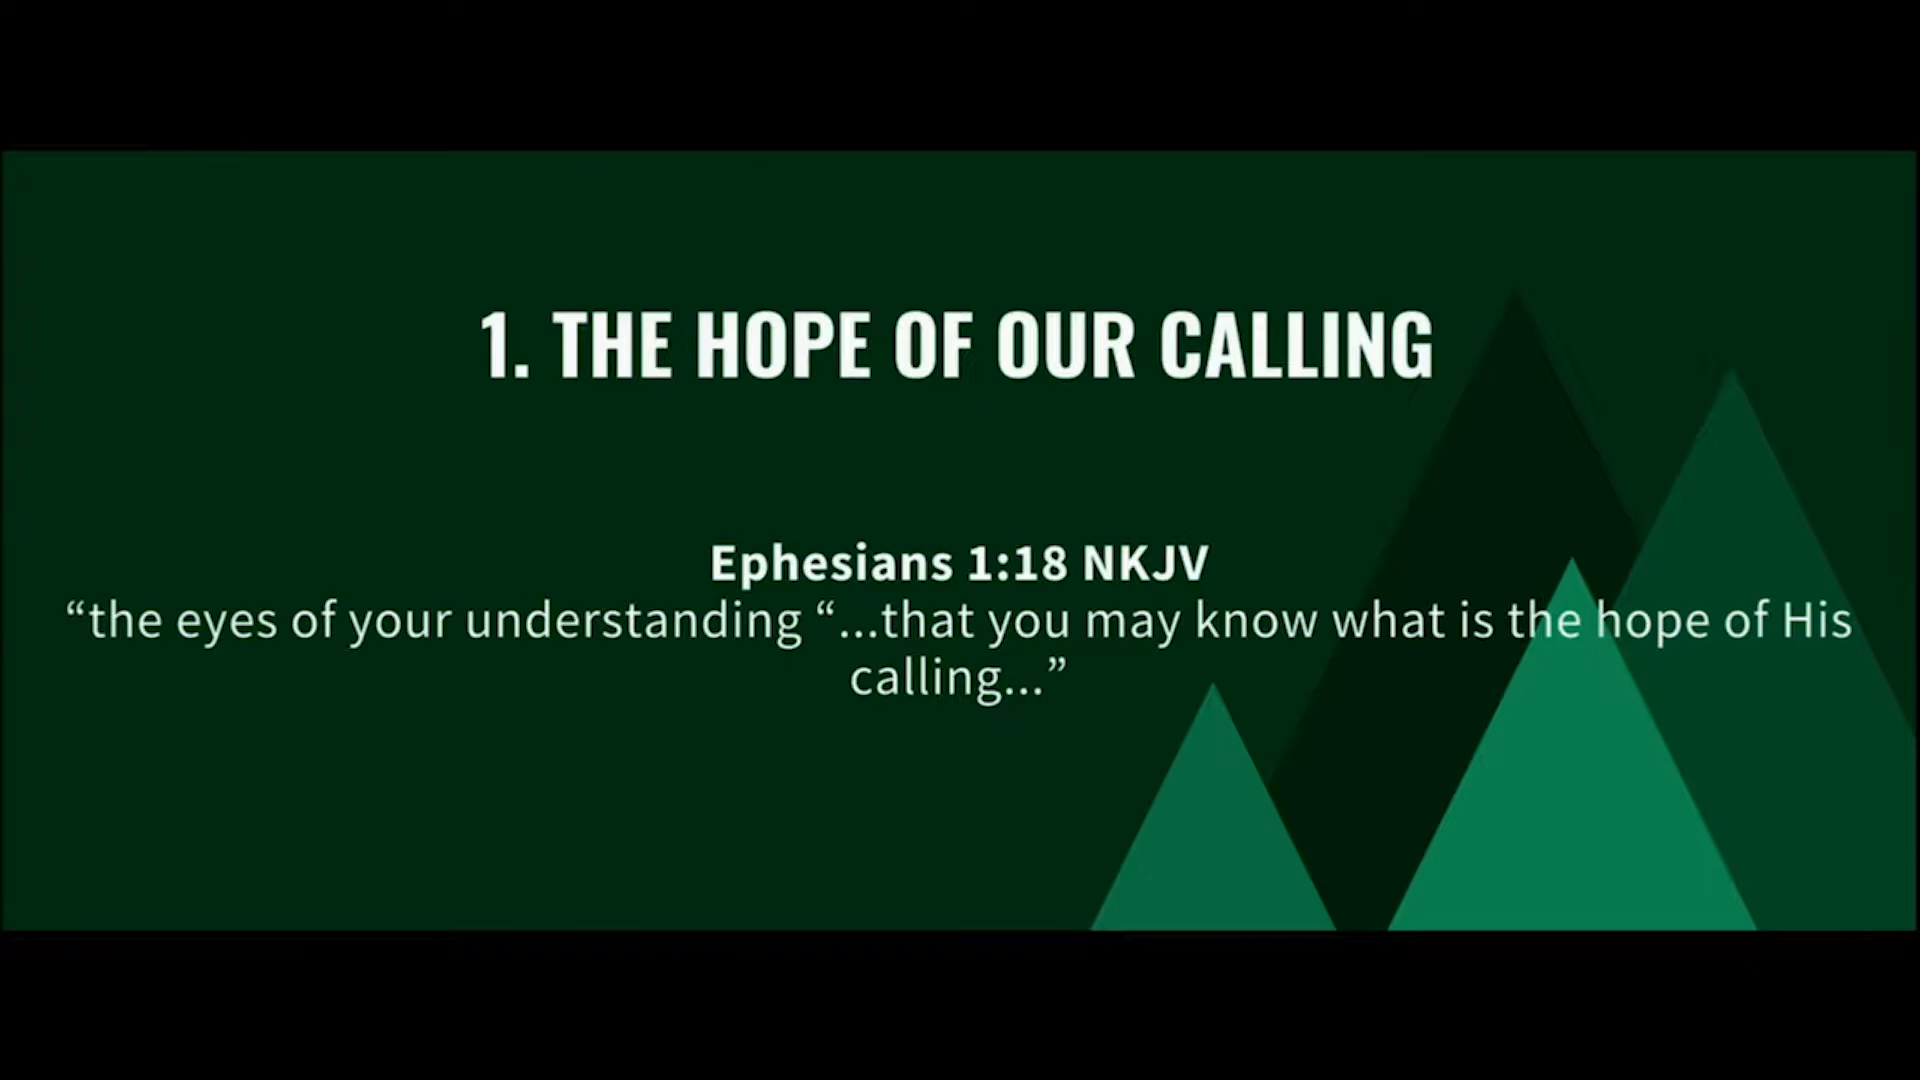 1. THE HOPE OF OUR CALLING
Ephesians 1:18 NKJV
“the eyes of your understanding “...that you may know what is the hope of His
calling...”